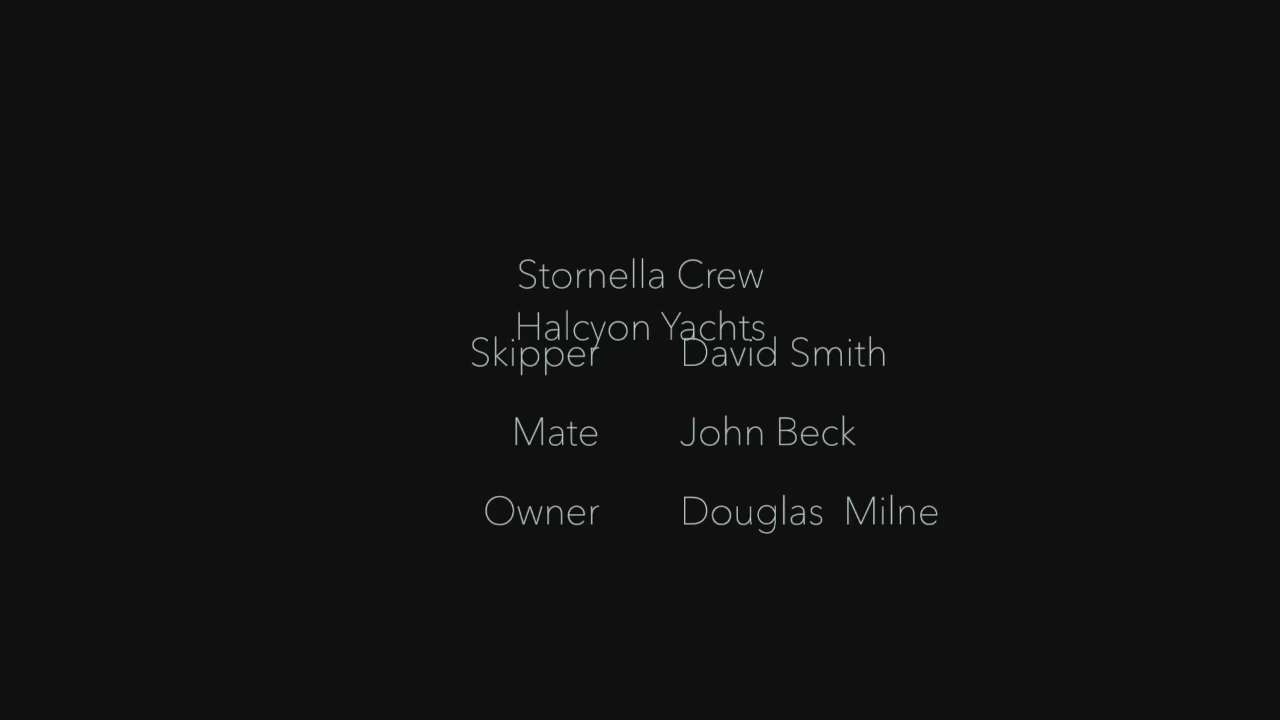 Stornella Crew
Halcyon Yachts
Skipper David Smith
Mate John Beck
Owner Douglas  Milne